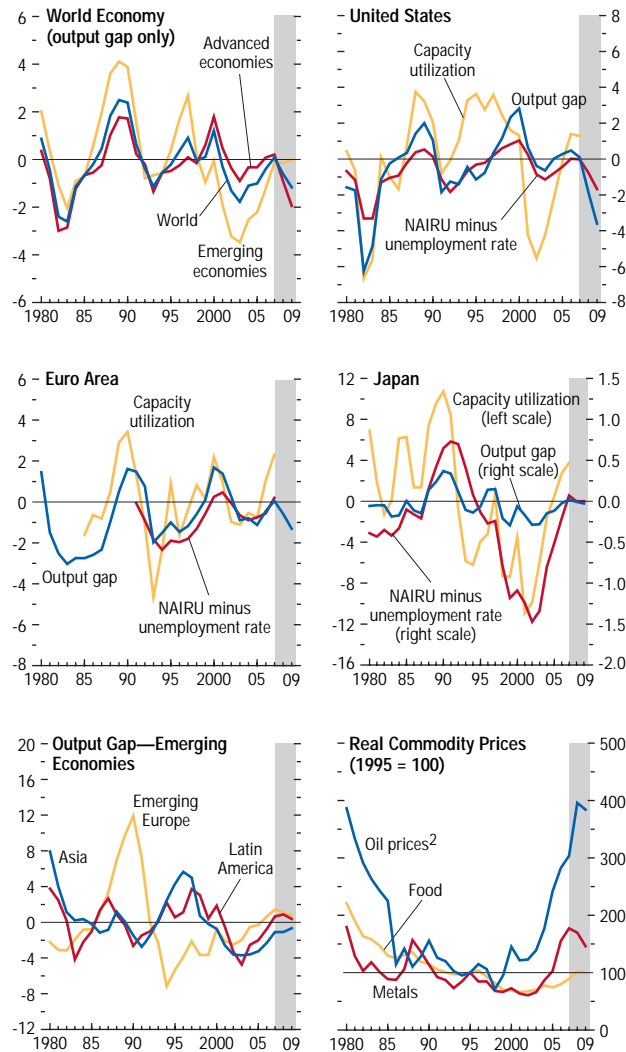 World Economy
(output gap only)
6
4
2
0
-2
-4
-6
Advanced
economies
World
Emerging
economies
1980 85 90 95 2000 05 09
United States
8
6
4
2
0
-2
-4
-6
-8
Capacity
utilization
Output gap
NAIRU minus
unemployment rate
1980 85 90 95 2000 05 09
Euro Area
6
4
2
0
-2
-4
-6
-8
Capacity
utilization
Output gap
NAIRU minus
unemployment rate
1980 85 90 95 2000 05 09
Japan
12
8
4
0
-4
-8
-12
-16
1.5
1.0
0.5
0.0
-0.5
-1.0
-1.5
-2.0
Capacity utilization
(left scale)
Output gap
(right scale)
NAIRU minus
unemployment rate
(right scale)
1980 85 90 95 2000 05 09
Output Gap—Emerging
Economies
20
16
12
8
4
0
-4
-8
-12
Emerging
Europe
Asia
Latin
America
1980 85 90 95 2000 05 09
Real Commodity Prices
(1995 = 100)
500
400
300
200
100
0
Oil prices²
Food
Metals
1980 85 90 95 2000 05 09